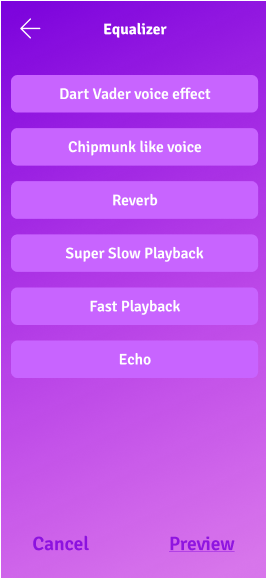 Equalizer
Dart Vader voice effect
Chipmunk like voice
Reverb
Super Slow Playback
Fast Playback
Echo
Cancel Preview